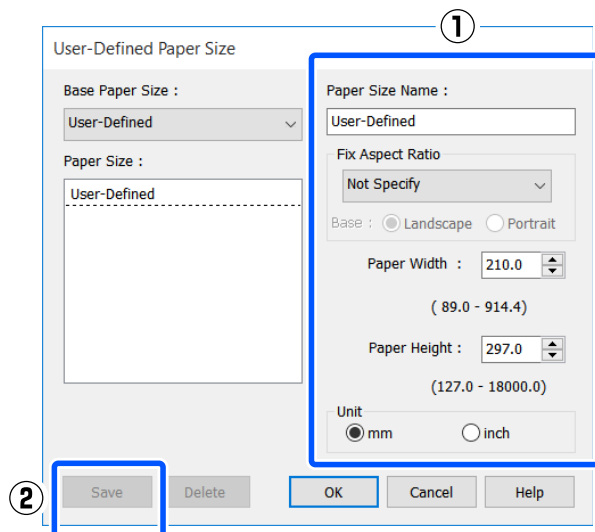 ①
User-Defined Paper Size
Base Paper Size :
User-Defined
Paper Size :
User-Defined
Paper Size Name :
User-Defined
Fix Aspect Ratio
Not Specify
Base : Landscape Portrait
Paper Width : 210.0
( 89.0 - 914.4)
Paper Height : 297.0
(127.0 - 18000.0)
Unit
mm inch
②
Save Delete OK Cancel Help